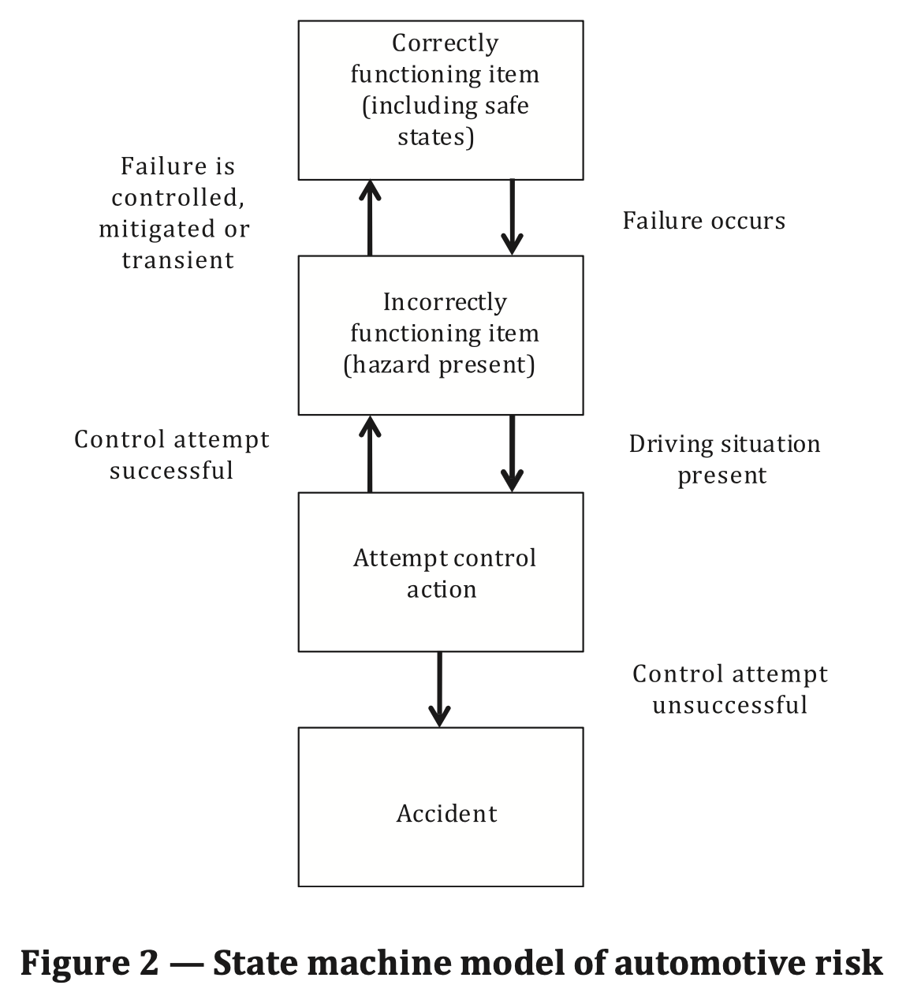 Correctly
functioning item
(including safe
states)
Failure is
controlled,
mitigated or
transient
Failure occurs
Incorrectly
functioning item
(hazard present)
Control attempt
successful
Driving situation
present
Attempt control
action
Control attempt
unsuccessful
Accident
Figure 2 — State machine model of automotive risk